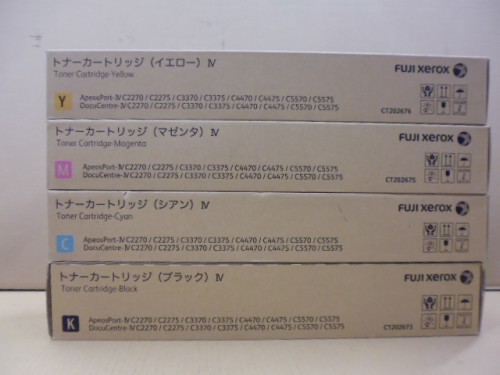 トナーカートリッジ（イエロー）Ⅳ
Toner Cartridge-Yellow
FUJI XEROX
Y
ApeosPort-Ⅳ C2270 / C2275 / C3370 / C3375 / C4470 / C4475 / C5570 / C5575
DocuCentre-Ⅳ C2270 / C2275 / C3370 / C3375 / C4470 / C4475 / C5570 / C5575
CT202676
トナーカートリッジ（マゼンタ）Ⅳ
Toner Cartridge-Magenta
FUJI XEROX
M
ApeosPort-Ⅳ C2270 / C2275 / C3370 / C3375 / C4470 / C4475 / C5570 / C5575
DocuCentre-Ⅳ C2270 / C2275 / C3370 / C3375 / C4470 / C4475 / C5570 / C5575
CT202675
トナーカートリッジ（シアン）Ⅳ
Toner Cartridge-Cyan
FUJI XEROX
C
ApeosPort-Ⅳ C2270 / C2275 / C3370 / C3375 / C4470 / C4475 / C5570 / C5575
DocuCentre-Ⅳ C2270 / C2275 / C3370 / C3375 / C4470 / C4475 / C5570 / C5575
トナーカートリッジ（ブラック）Ⅳ
Toner Cartridge-Black
FUJI XEROX
K
ApeosPort-Ⅳ C2270 / C2275 / C3370 / C3375 / C4470 / C4475 / C5570 / C5575
DocuCentre-Ⅳ C2270 / C2275 / C3370 / C3375 / C4470 / C4475 / C5570 / C5575
CT202673